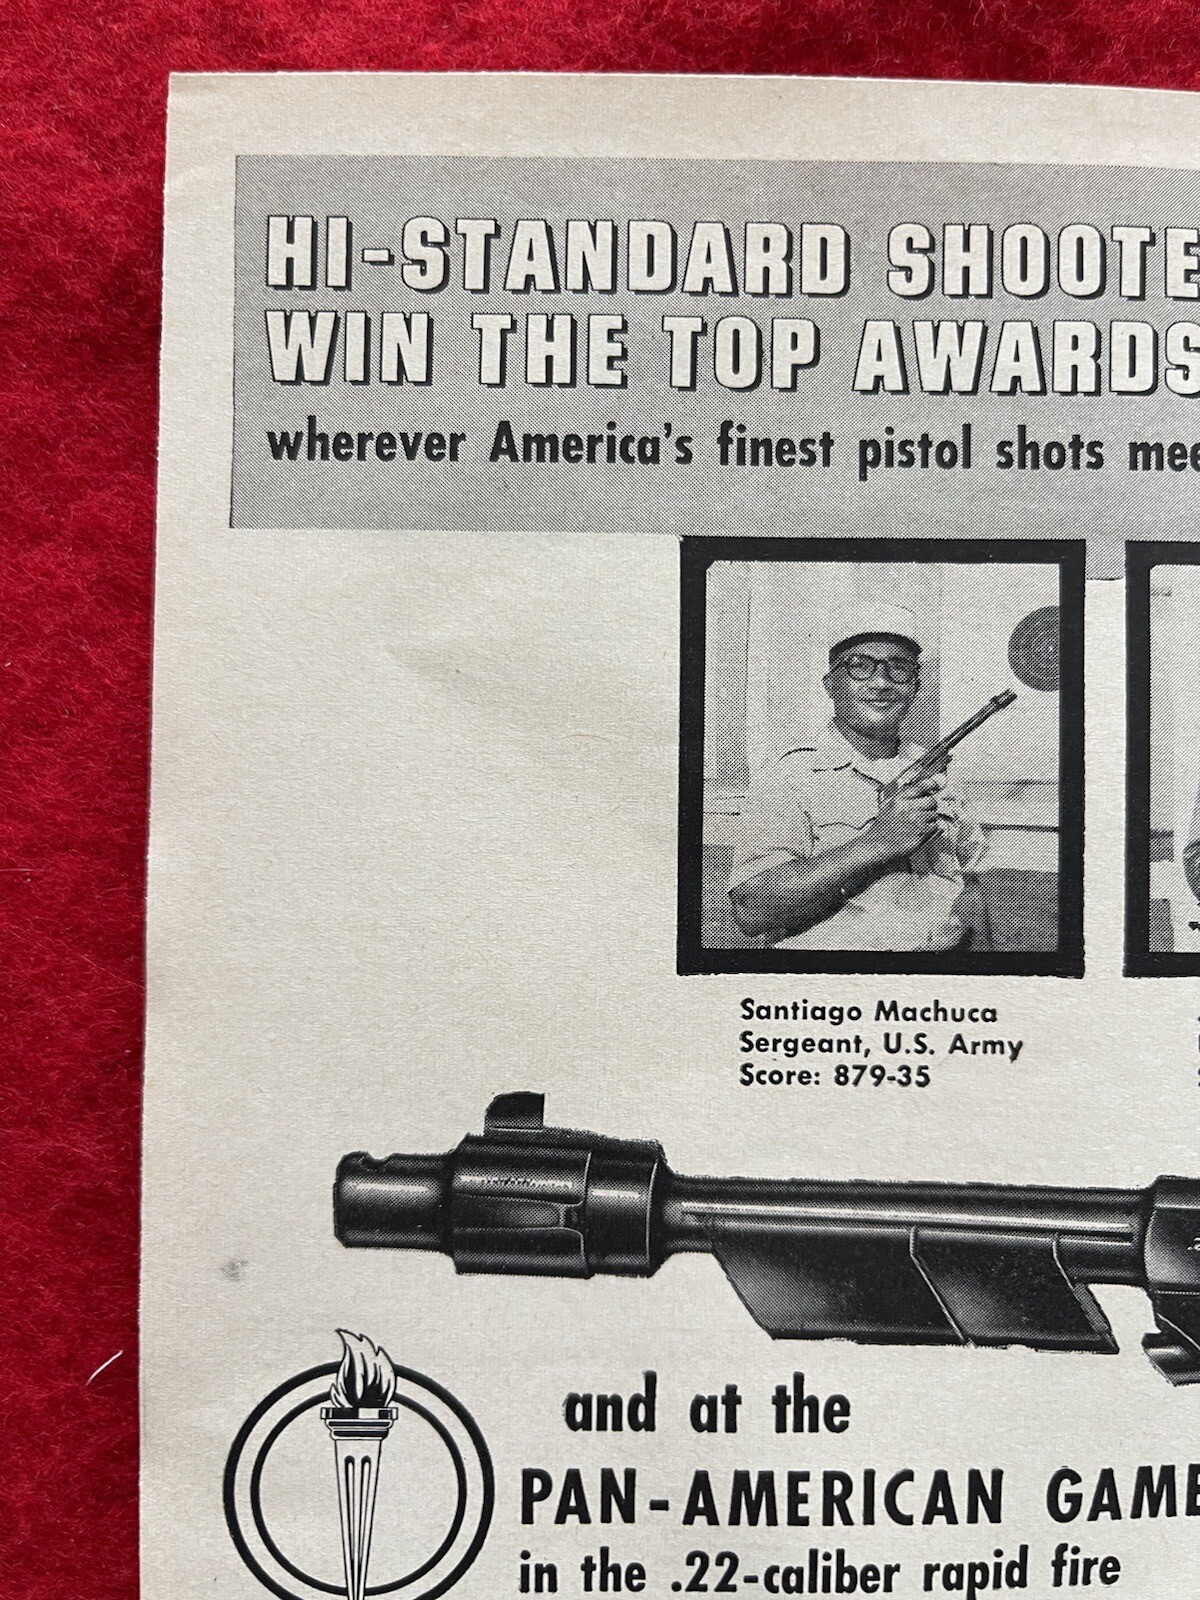 HI-STANDARD SHOOTE
WIN THE TOP AWARDS
wherever America's finest pistol shots mee
Santiago Machuca
Sergeant, U.S. Army
Score: 879-35
and at the
PAN-AMERICAN GAME
in the .22-caliber rapid fire